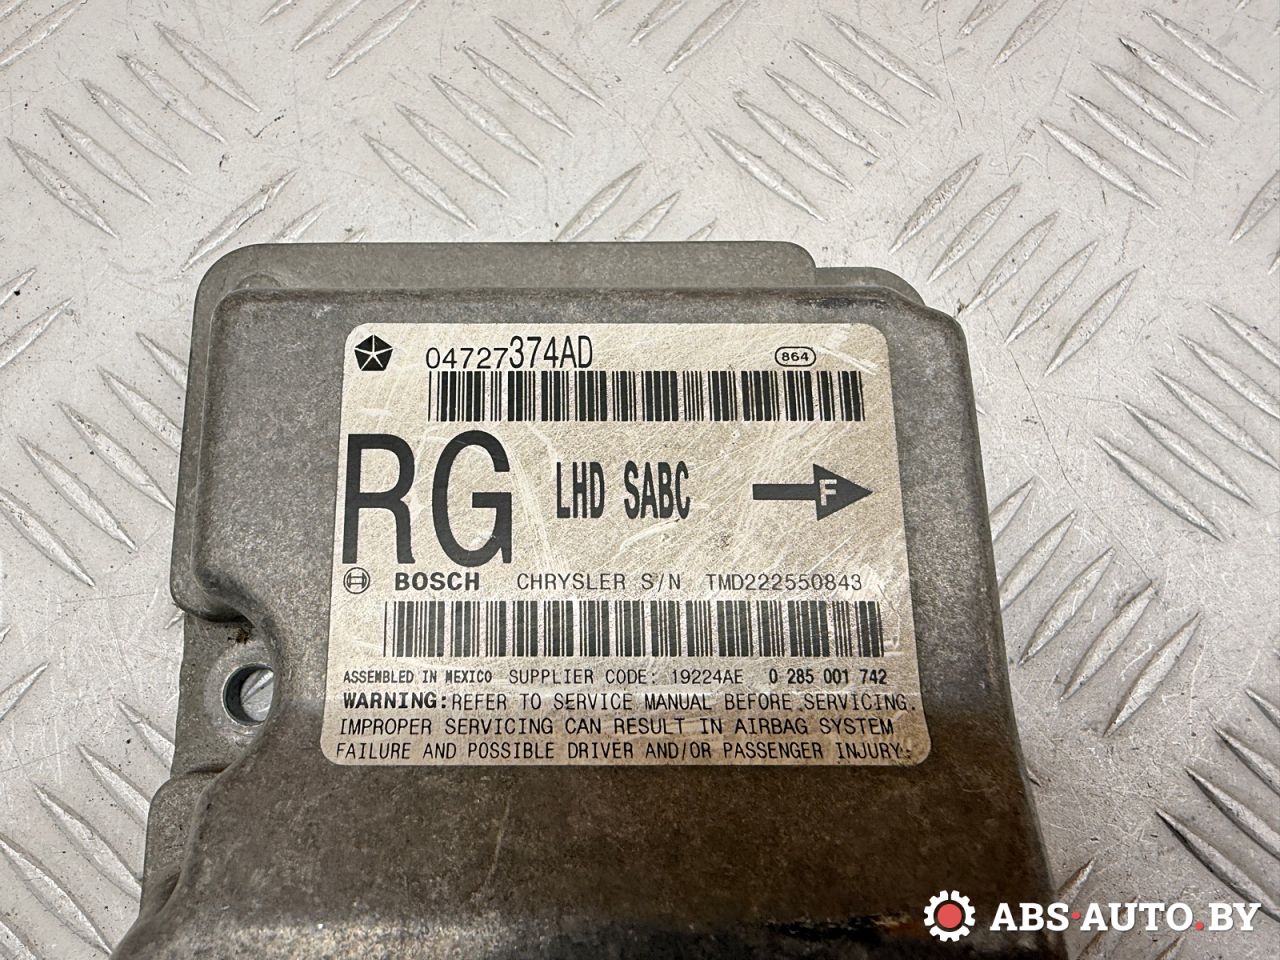 04727374AD 864
RG LHD SABC F
BOSCH CHRYSLER S/N TMD222550843
ASSEMBLED IN MEXICO SUPPLIER CODE: 19224AE 0 285 001 742
WARNING: REFER TO SERVICE MANUAL BEFORE SERVICING.
IMPROPER SERVICING CAN RESULT IN AIRBAG SYSTEM
FAILURE AND POSSIBLE DRIVER AND/OR PASSENGER INJURY.
ABS·AUTO.BY